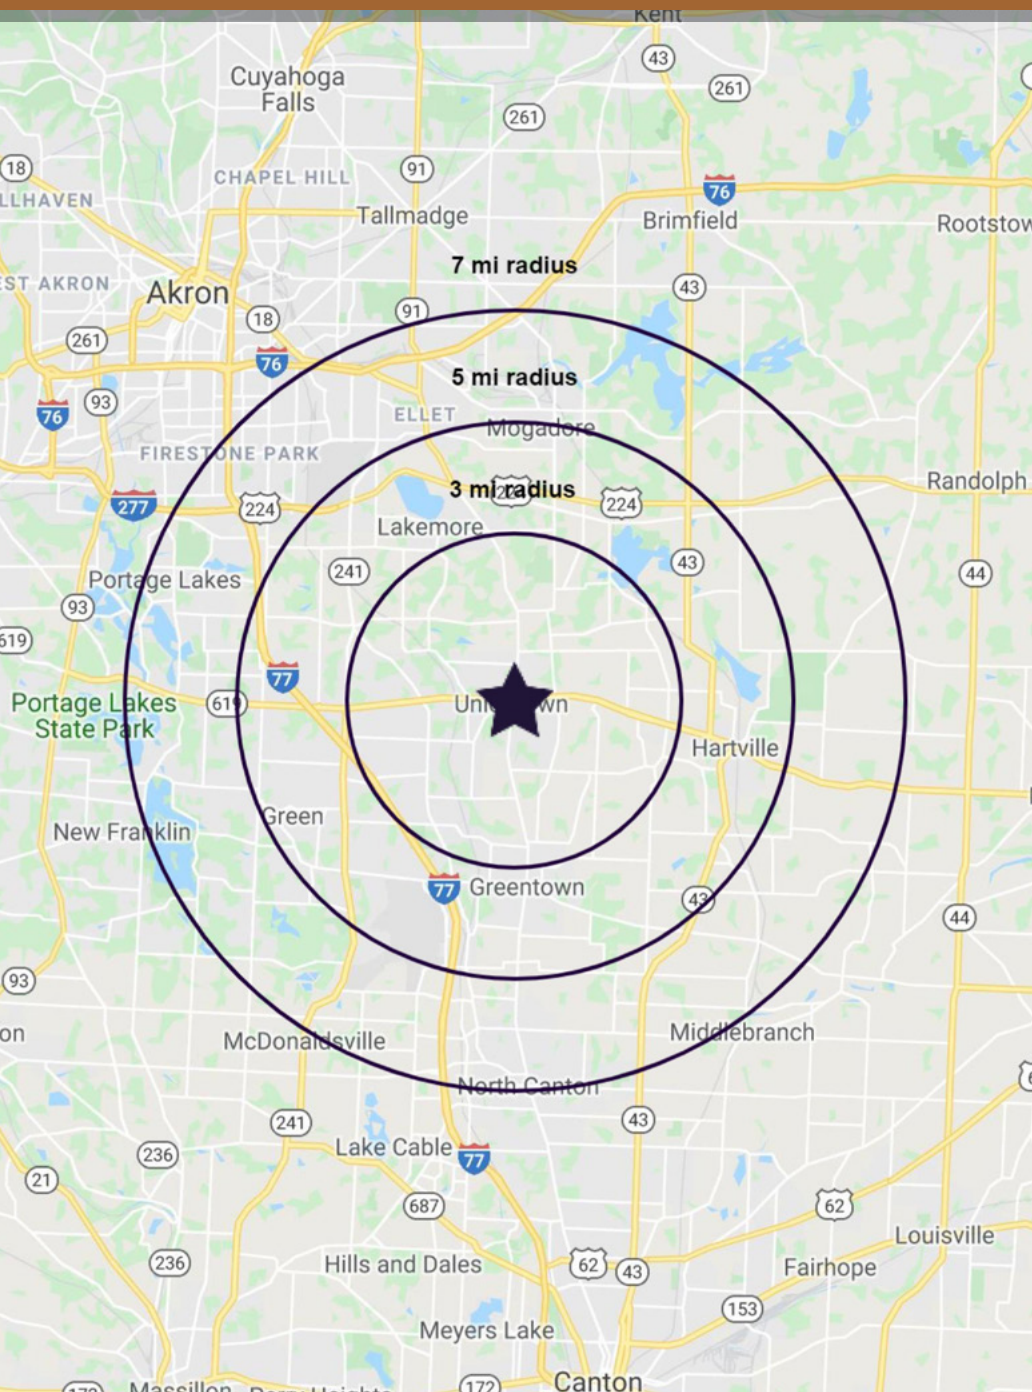 Kent
43
Cuyahoga
Falls
261
261
18
91
CHAPEL HILL
76
LLHAVEN
Tallmadge
Brimfield
Rootstow
7 mi radius
EST AKRON
43
Akron
91
18
261
76
5 mi radius
93
76
ELLET
Mogadore
FIRESTONE PARK
3 mi radius
Randolph
277
224
224
Lakemore
241
43
44
Portage Lakes
93
619
77
Portage Lakes
State Park
619
Hartville
Green
New Franklin
77
Greentown
43
44
93
on
McDonaldsville
Middlebranch
North Canton
241
43
Lake Cable
77
236
21
687
62
Louisville
236
Hills and Dales
62
43
Fairhope
153
Meyers Lake
Canton
172